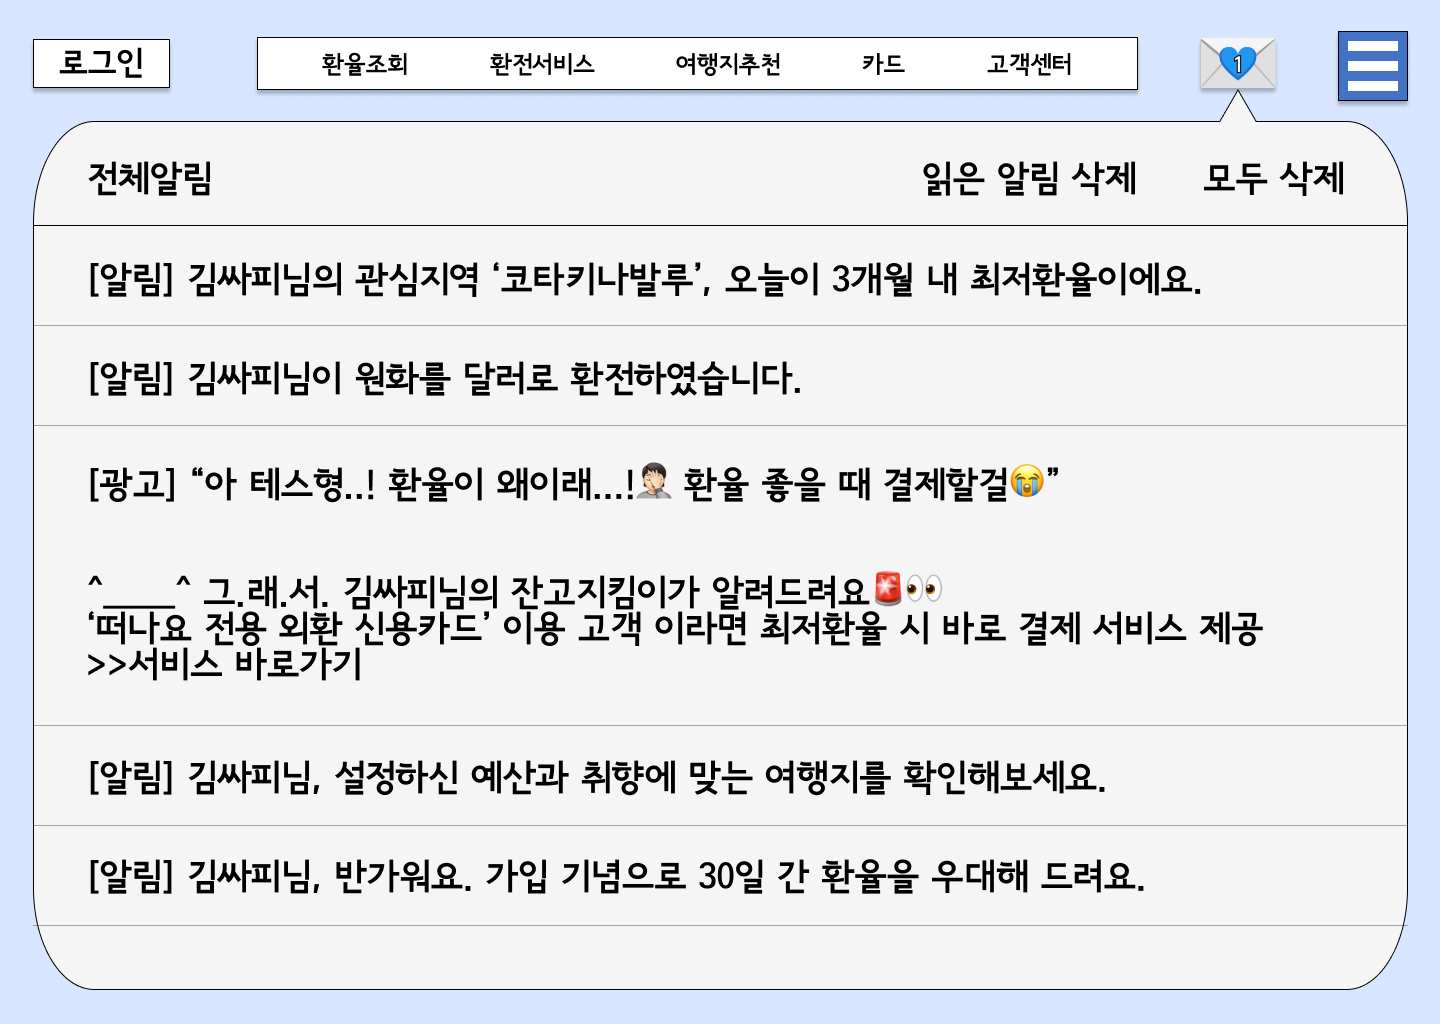 로그인
환율조회 환전서비스 여행지추천 카드 고객센터
1
전체알림 읽은 알림 삭제 모두 삭제
[알림] 김싸피님의 관심지역 ‘코타키나발루’, 오늘이 3개월 내 최저환율이에요.
[알림] 김싸피님이 원화를 달러로 환전하였습니다.
[광고] “아 테스형..! 환율이 왜이래...!🤦🏻 환율 좋을 때 결제할걸😭”
^____^ 그.래.서. 김싸피님의 잔고지킴이가 알려드려요🚨👀
‘떠나요 전용 외환 신용카드’ 이용 고객 이라면 최저환율 시 바로 결제 서비스 제공
>>서비스 바로가기
[알림] 김싸피님, 설정하신 예산과 취향에 맞는 여행지를 확인해보세요.
[알림] 김싸피님, 반가워요. 가입 기념으로 30일 간 환율을 우대해 드려요.